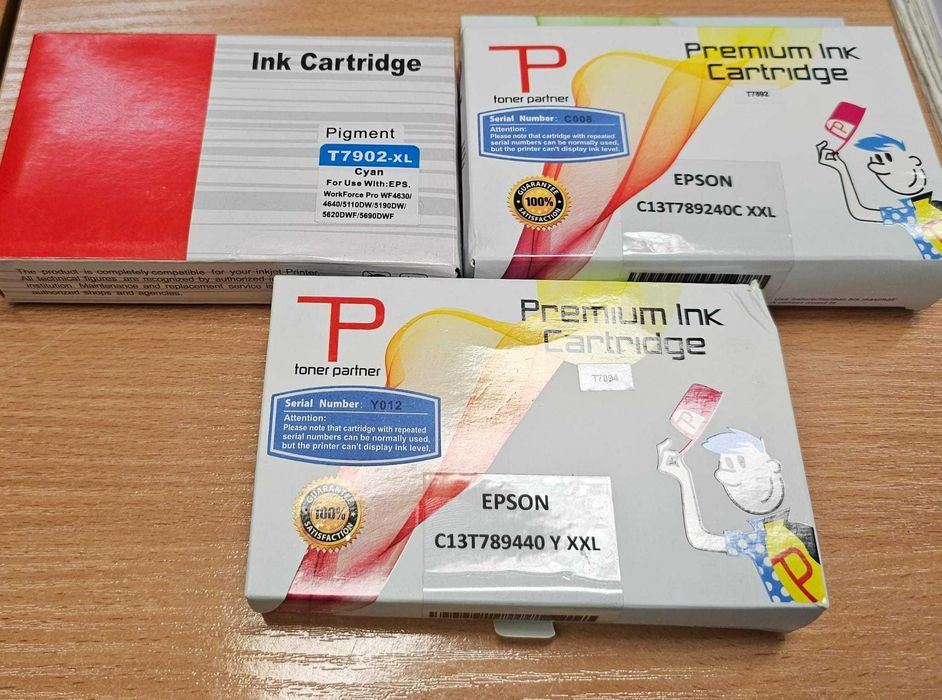 Ink Cartridge
Pigment
T7902-XL
Cyan
For Use With:EPS.
WorkForce Pro WF4630/
4640/5110DW/5190DW/
5620DWF/5690DWF
The product is completely compatible for your inkjet Printer.
All technical figures are recognized by authorized
institution. Maintenance and replacement service
authorized shops and agencies.
TP
toner partner
Premium Ink
Cartridge
T7892
Serial Number: C008
Attention:
Please note that cartridge with repeated
serial numbers can be normally used,
but the printer can't display ink level.
GUARANTEE
100%
SATISFACTION
EPSON
C13T789240C XXL
P
TP
toner partner
Premium Ink
Cartridge
T7894
Serial Number: Y012
Attention:
Please note that cartridge with repeated
serial numbers can be normally used,
but the printer can't display ink level.
GUARANTEE
100%
SATISFACTION
EPSON
C13T789440 Y XXL
P
P